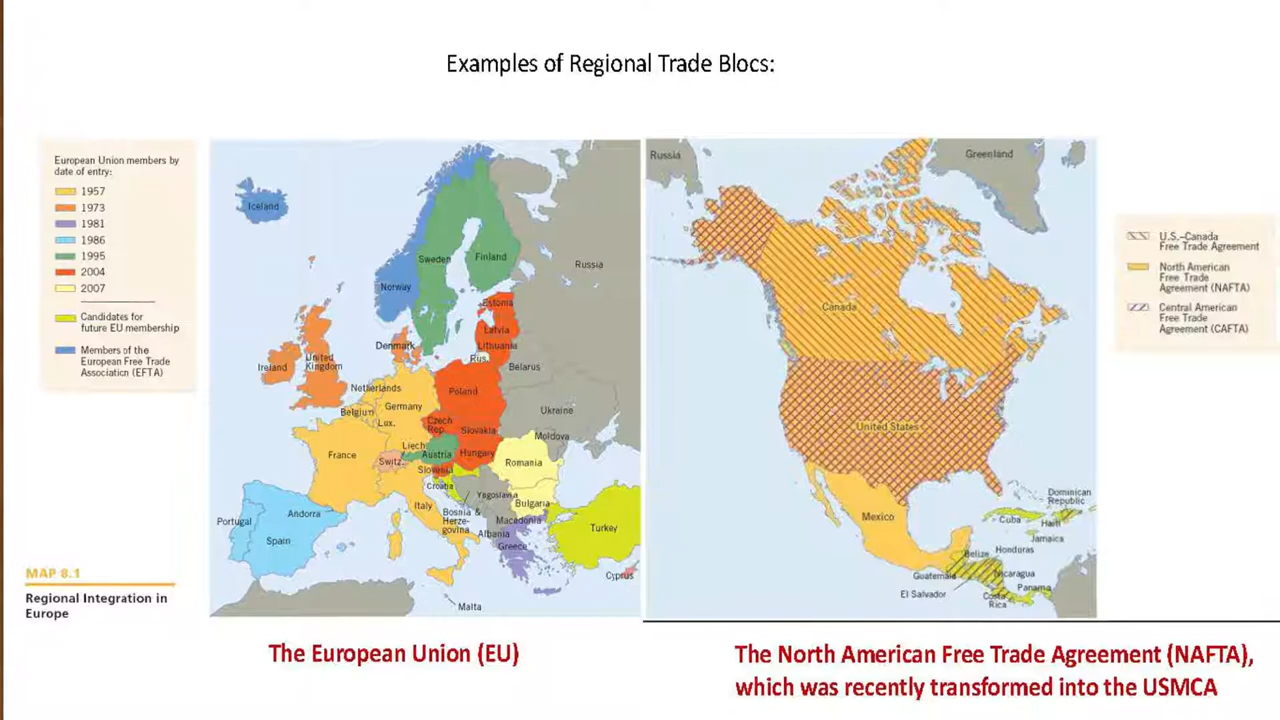 Examples of Regional Trade Blocs:
European Union members by
date of entry:
1957
1973
1981
1986
1995
2004
2007
Candidates for
future EU membership
Members of the
European Free Trade
Association (EFTA)
MAP 8.1
Regional Integration in
Europe
Iceland
Norway
Sweden
Finland
Russia
Estonia
Latvia
Lithuania
Rus.
Belarus
Denmark
Ireland
United
Kingdom
Netherlands
Belgium
Lux.
Germany
Poland
Czech
Rep.
Slovakia
Ukraine
Moldova
France
Liech.
Switz.
Austria
Hungary
Slovenia
Croatia
Romania
Yugoslavia
Bosnia &
Herze-
govina
Bulgaria
Macedonia
Albania
Italy
Greece
Turkey
Cyprus
Portugal
Andorra
Spain
Malta
Russia
Greenland
Canada
United States
Mexico
Dominican
Republic
Cuba
Haiti
Jamaica
Belize
Honduras
Guatemala
Nicaragua
El Salvador
Costa
Rica
Panama
U.S.–Canada
Free Trade Agreement
North American
Free Trade
Agreement (NAFTA)
Central American
Free Trade
Agreement (CAFTA)
The European Union (EU)
The North American Free Trade Agreement (NAFTA),
which was recently transformed into the USMCA